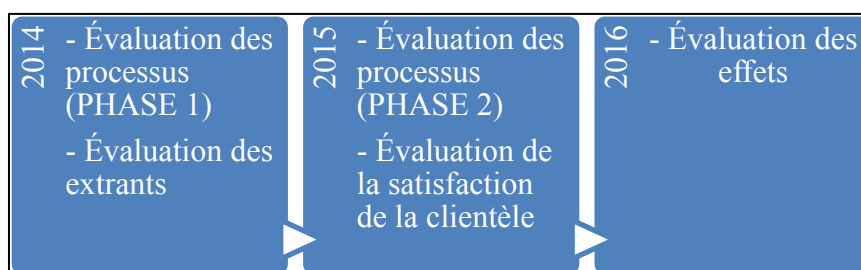 2014
- Évaluation des
processus
(PHASE 1)
- Évaluation des
extrants
2015
- Évaluation des
processus
(PHASE 2)
- Évaluation de
la satisfaction
de la clientèle
2016
- Évaluation des
effets